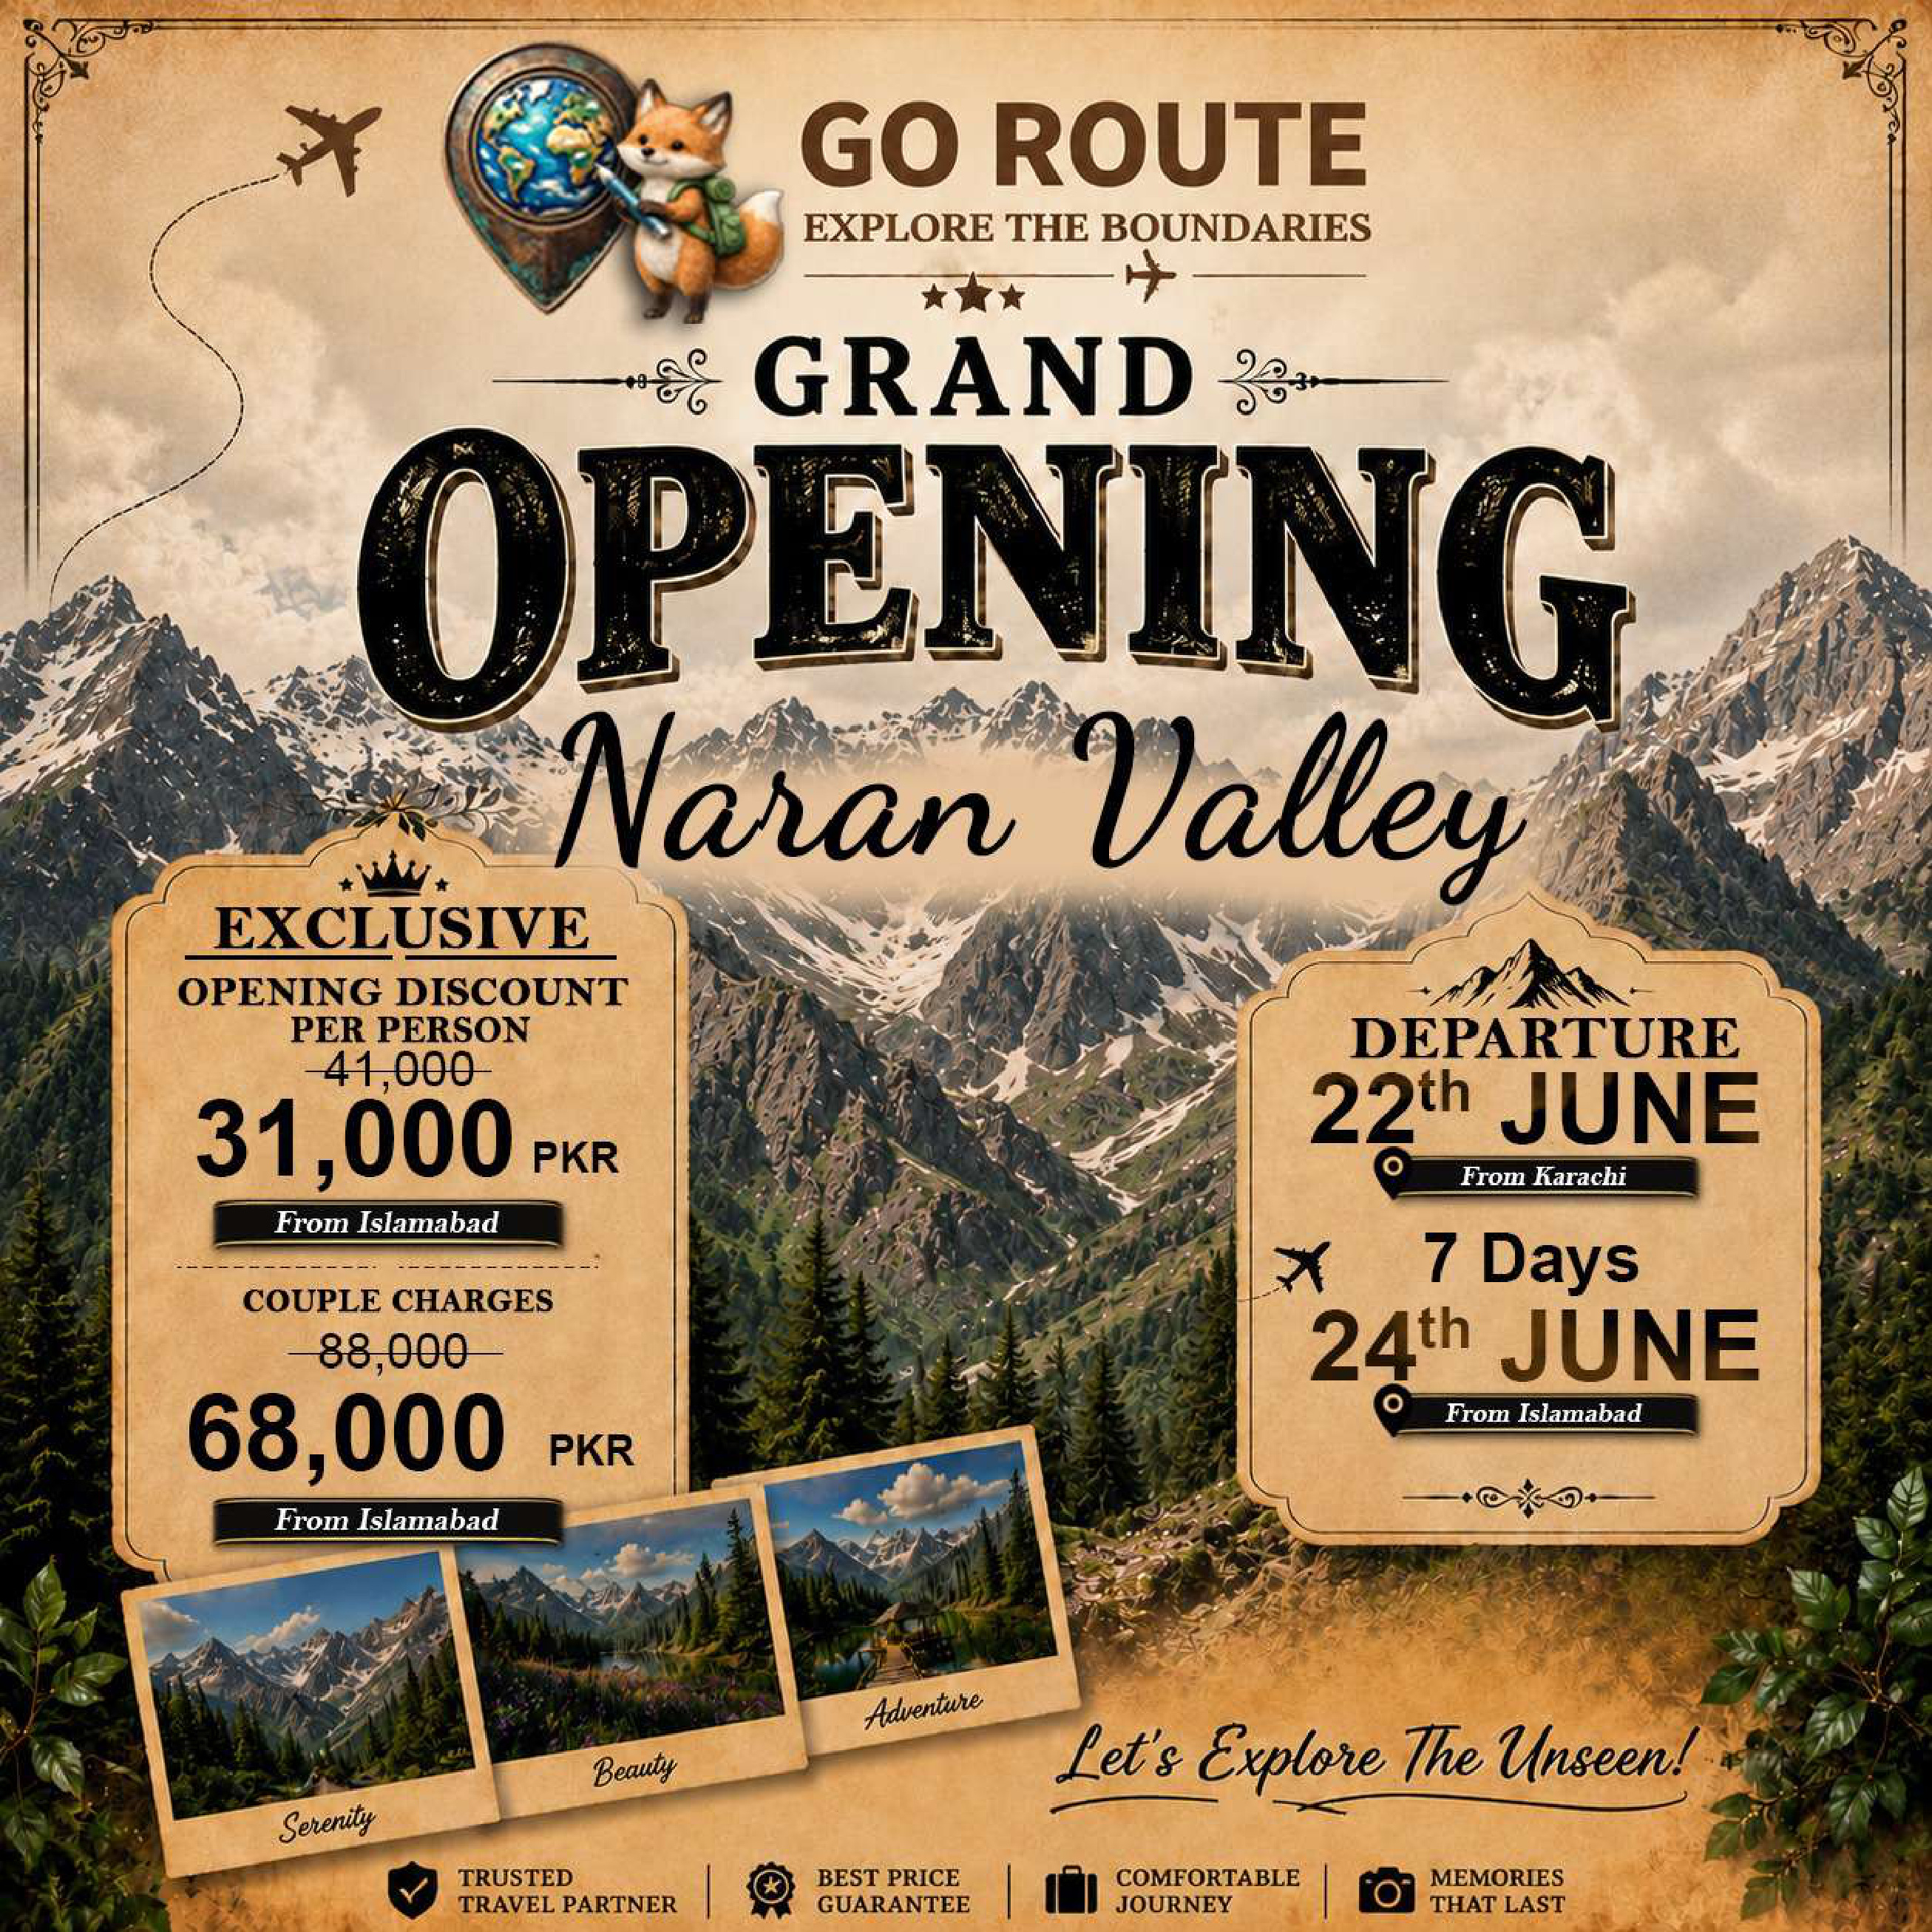 GO ROUTE
EXPLORE THE BOUNDARIES
GRAND
OPENING
Naran Valley
EXCLUSIVE
OPENING DISCOUNT
PER PERSON
41,000
31,000 PKR
From Islamabad
COUPLE CHARGES
88,000
68,000 PKR
From Islamabad
DEPARTURE
22th JUNE
From Karachi
7 Days
24th JUNE
From Islamabad
Serenity
Beauty
Adventure
Let's Explore The Unseen!
TRUSTED
TRAVEL PARTNER
BEST PRICE
GUARANTEE
COMFORTABLE
JOURNEY
MEMORIES
THAT LAST